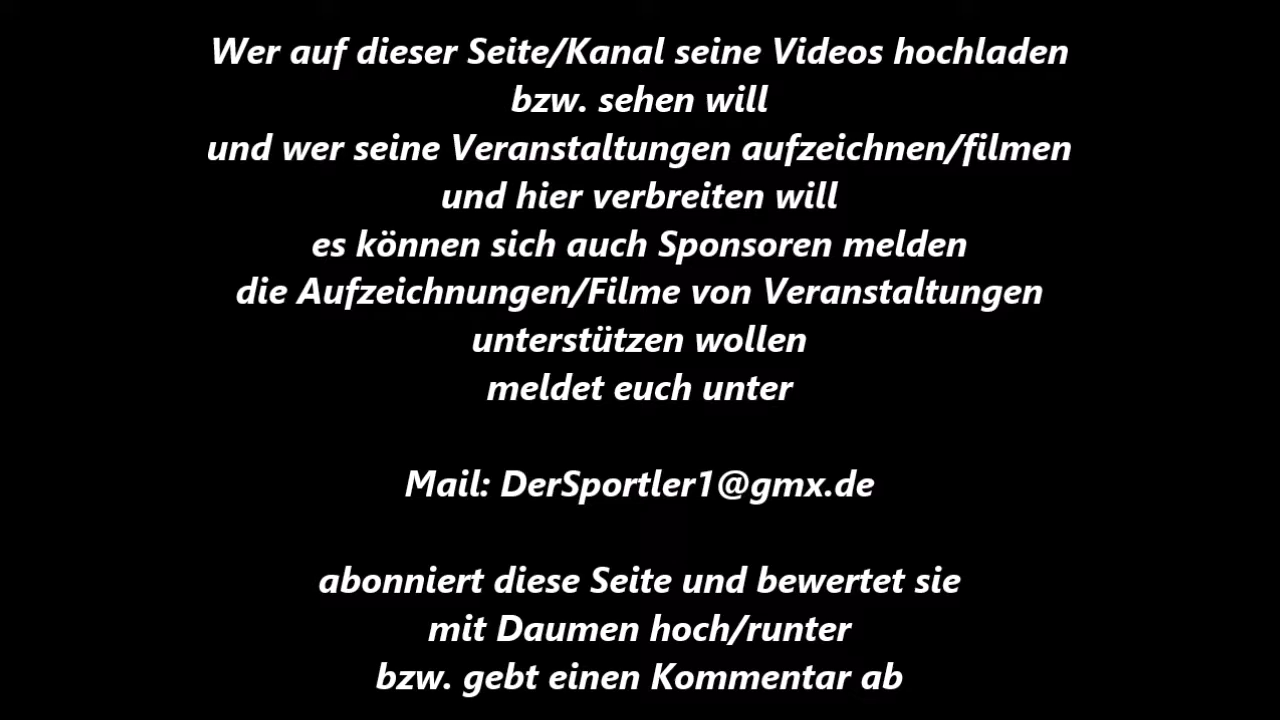 Wer auf dieser Seite/Kanal seine Videos hochladen
bzw. sehen will
und wer seine Veranstaltungen aufzeichnen/filmen
und hier verbreiten will
es können sich auch Sponsoren melden
die Aufzeichnungen/Filme von Veranstaltungen
unterstützen wollen
meldet euch unter
Mail: DerSportler1@gmx.de
abonniert diese Seite und bewertet sie
mit Daumen hoch/runter
bzw. gebt einen Kommentar ab